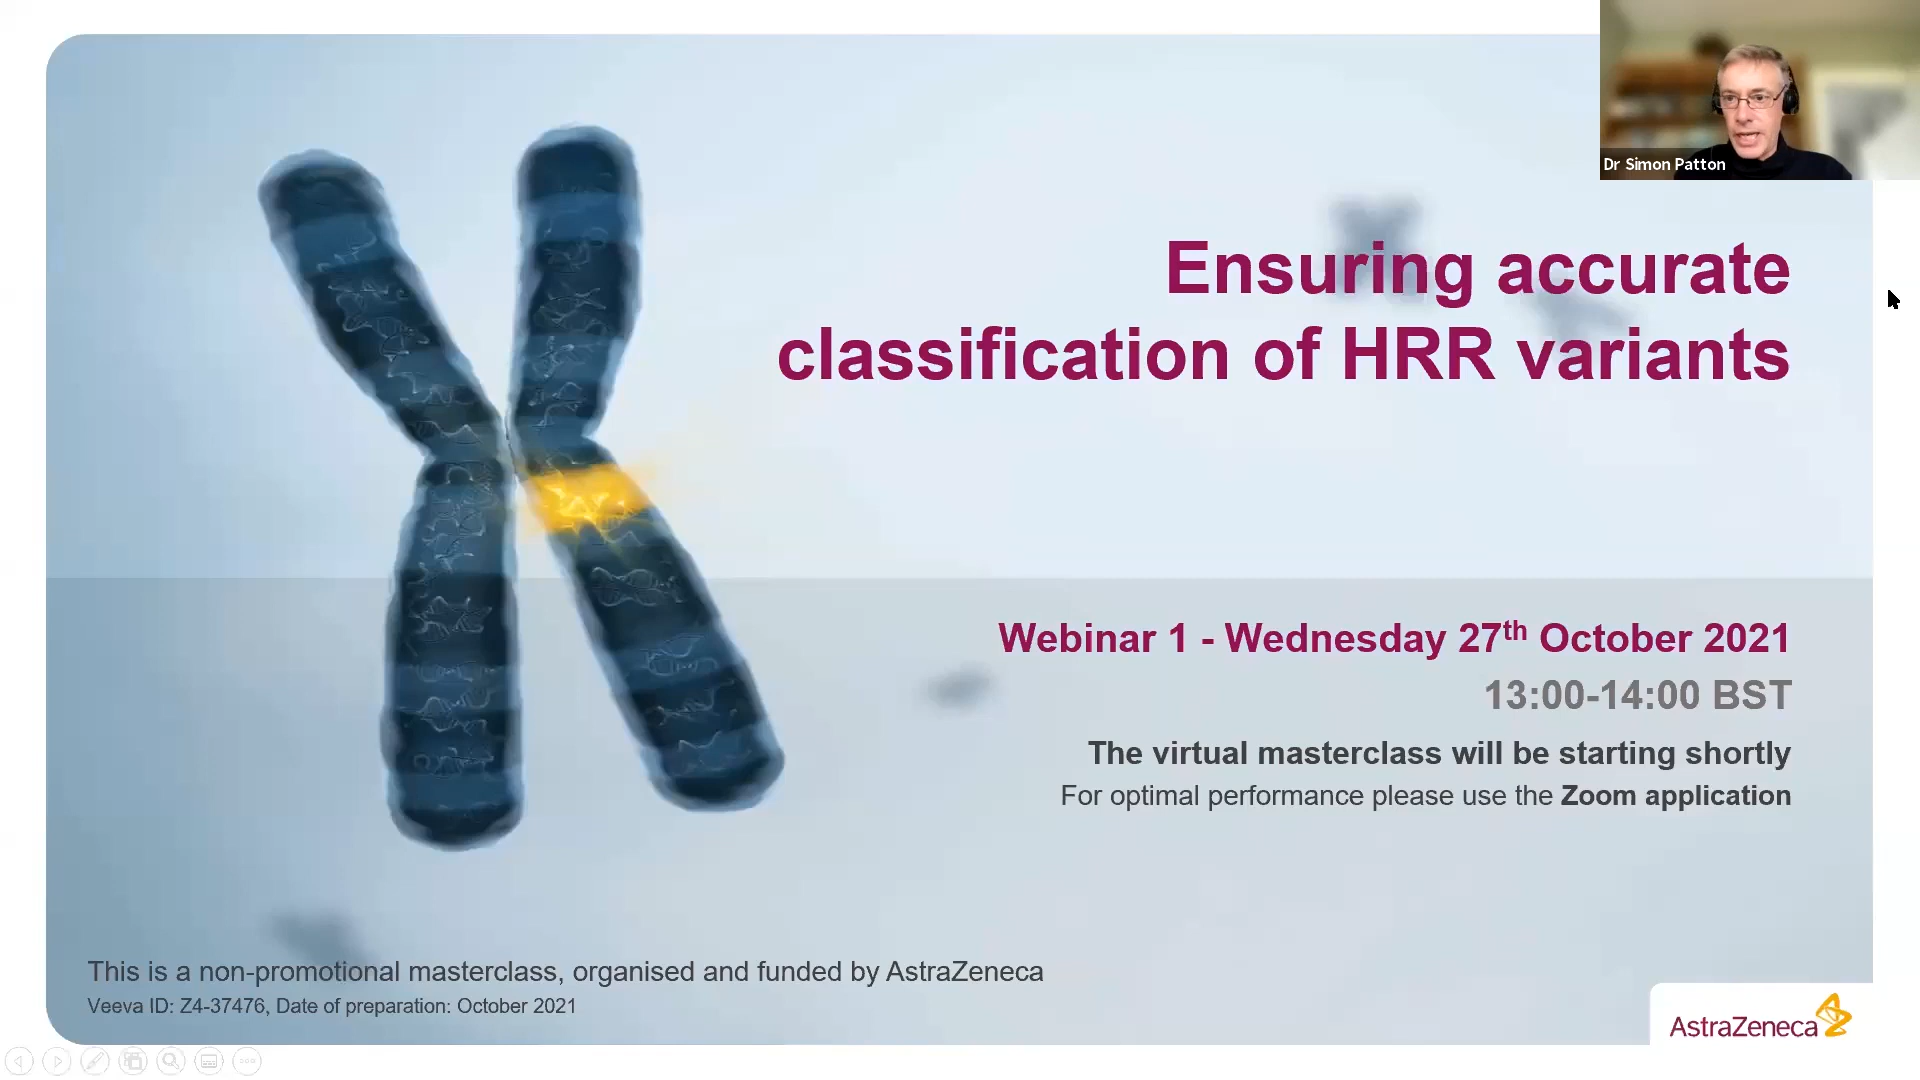 Dr Simon Patton
Ensuring accurate
classification of HRR variants
Webinar 1 - Wednesday 27th October 2021
13:00-14:00 BST
The virtual masterclass will be starting shortly
For optimal performance please use the Zoom application
This is a non-promotional masterclass, organised and funded by AstraZeneca
Veeva ID: Z4-37476, Date of preparation: October 2021
AstraZeneca